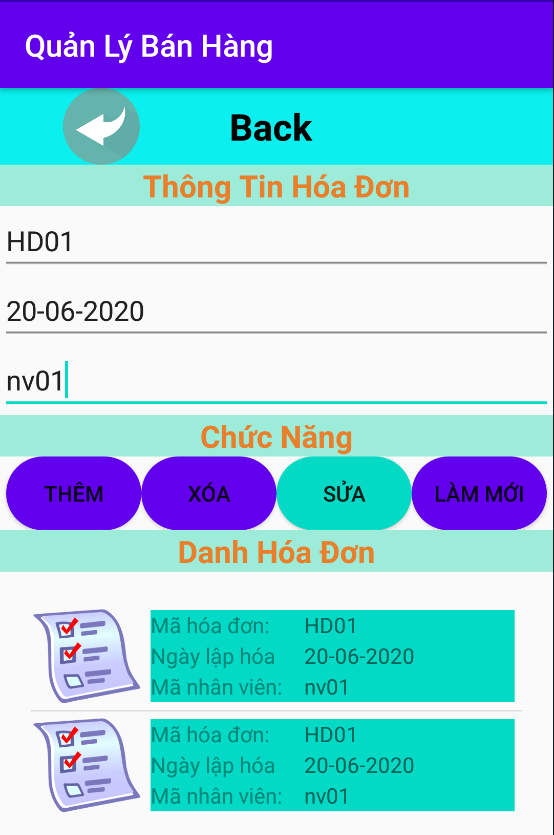 Quản Lý Bán Hàng
Back
Thông Tin Hóa Đơn
HD01
20-06-2020
nv01
Chức Năng
THÊM XÓA SỬA LÀM MỚI
Danh Hóa Đơn
Mã hóa đơn: HD01
Ngày lập hóa 20-06-2020
Mã nhân viên: nv01
Mã hóa đơn: HD01
Ngày lập hóa 20-06-2020
Mã nhân viên: nv01